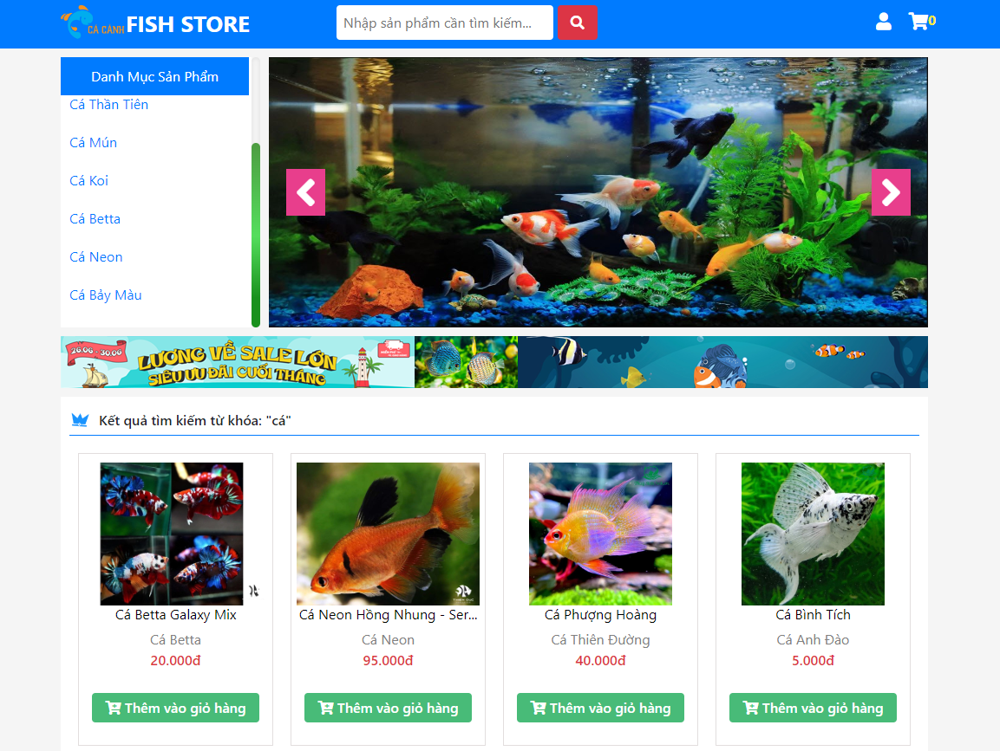 CÁ CẢNH FISH STORE
Nhập sản phẩm cần tìm kiếm...
0
Danh Mục Sản Phẩm
Cá Thần Tiên
Cá Mún
Cá Koi
Cá Betta
Cá Neon
Cá Bảy Màu
26.06 - 30.06
LƯƠNG VỀ SALE LỚN
SIÊU ƯU ĐÃI CUỐI THÁNG
Kết quả tìm kiếm từ khóa: "cá"
Cá Betta Galaxy Mix
Cá Betta
20.000đ
Thêm vào giỏ hàng
Cá Neon Hồng Nhung - Ser...
Cá Neon
95.000đ
Thêm vào giỏ hàng
Cá Phượng Hoàng
Cá Thiên Đường
40.000đ
Thêm vào giỏ hàng
Cá Bình Tích
Cá Anh Đào
5.000đ
Thêm vào giỏ hàng